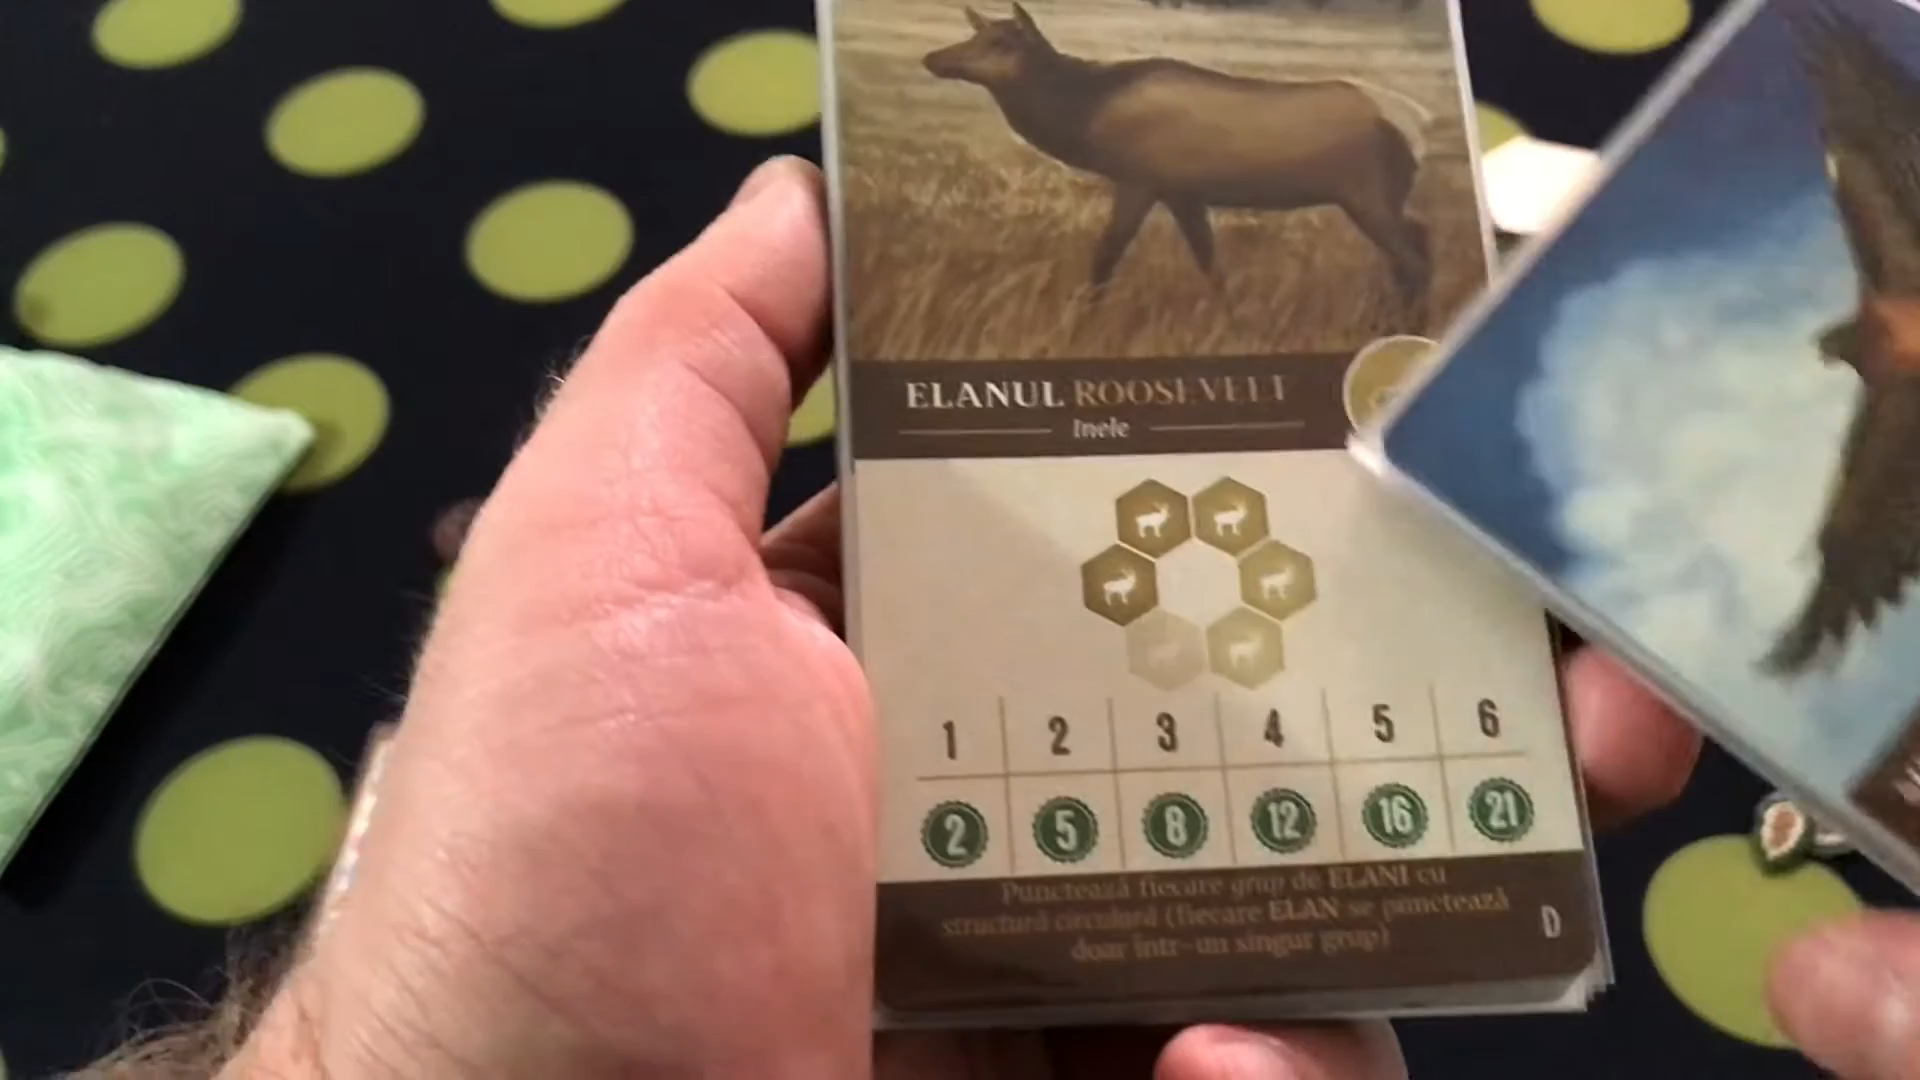 ELANUL ROOSEVELT
Inele
1 2 3 4 5 6
2 5 8 12 16 21
Punctează fiecare grup de ELANI cu
structură circulară (fiecare ELAN se punctează
doar într-un singur grup)
D